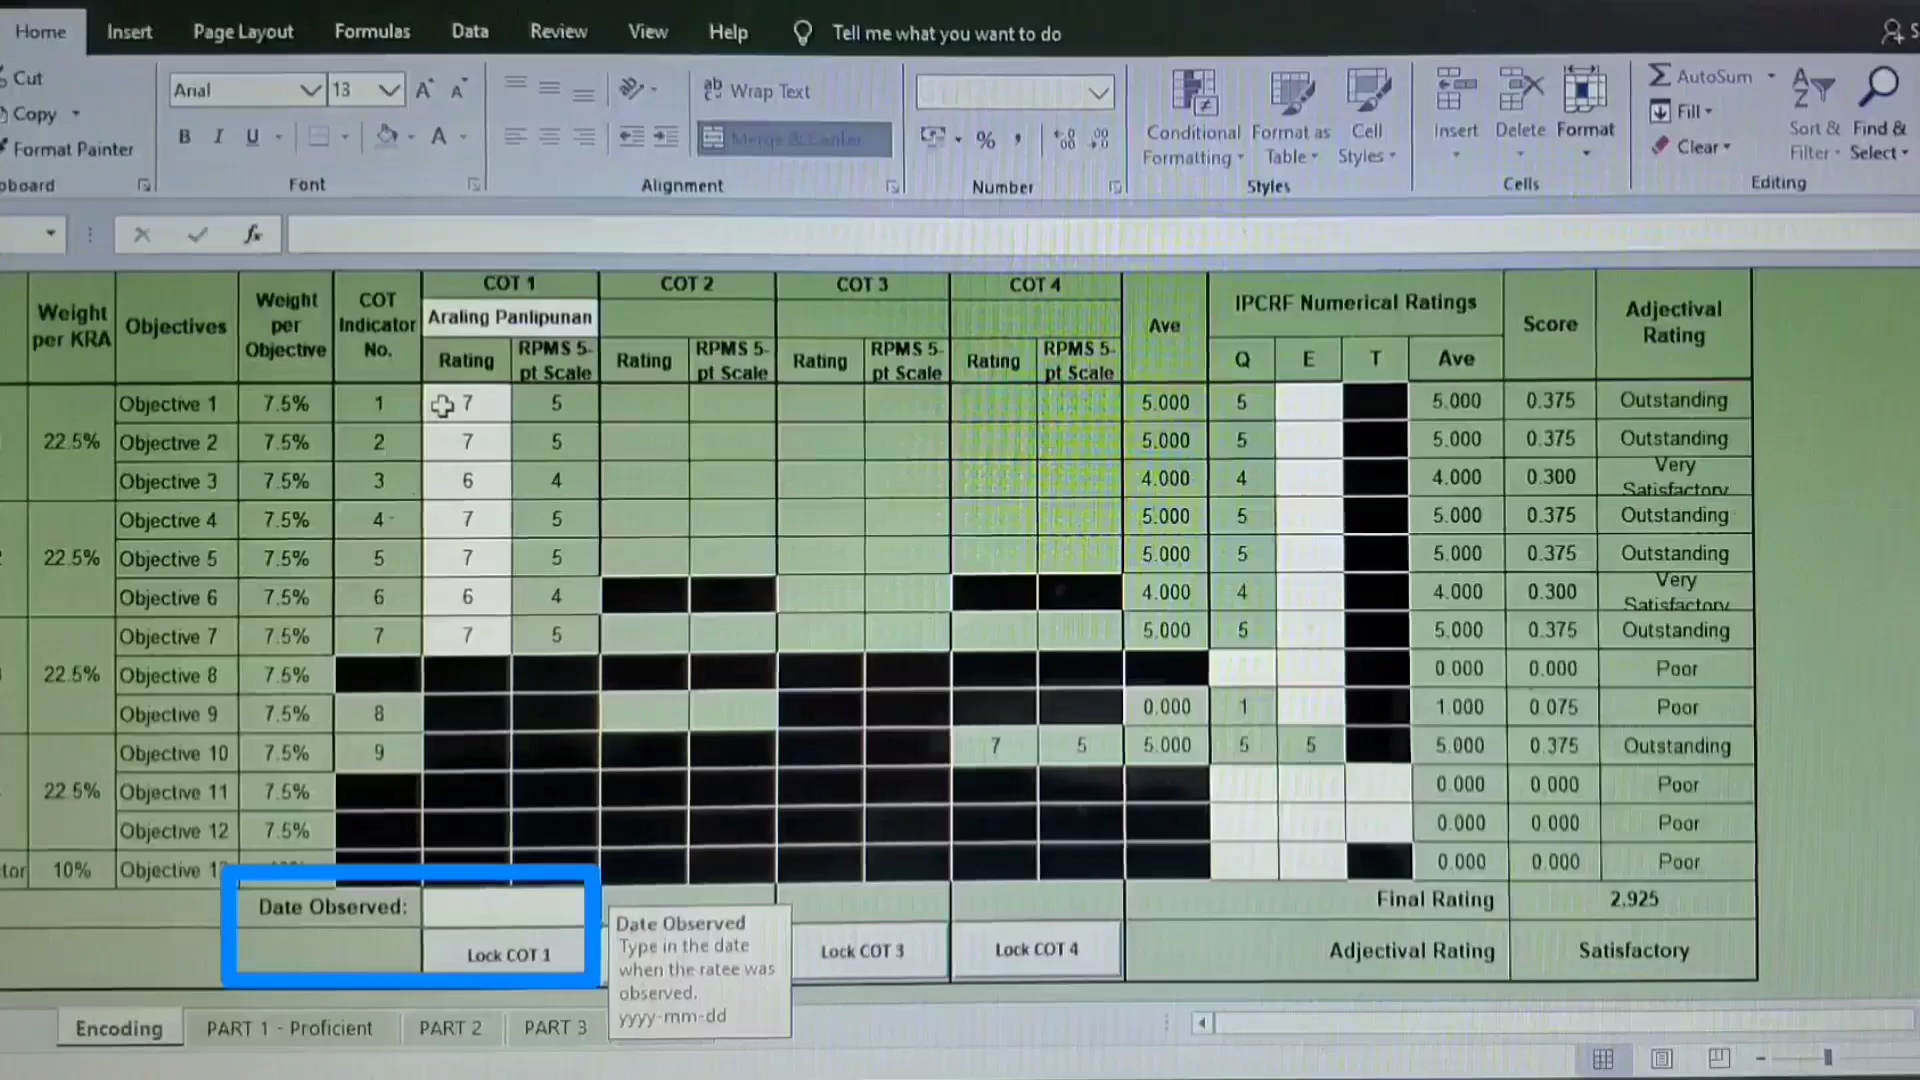 Home Insert Page Layout Formulas Data Review View Help Tell me what you want to do
Cut
Copy
Format Painter
Arial 13
B I U A
Wrap Text
Merge & Center
%
Conditional Formatting
Format as Table
Cell Styles
Insert Delete Format
AutoSum
Fill
Clear
Sort & Filter
Find & Select
Font Alignment Number Styles Cells Editing
fx
Weight per KRA Objectives Weight per Objective COT Indicator No. COT 1 COT 2 COT 3 COT 4 Ave IPCRF Numerical Ratings Score Adjectival Rating
Araling Panlipunan
Rating RPMS 5-pt Scale Rating RPMS 5-pt Scale Rating RPMS 5-pt Scale Rating RPMS 5-pt Scale Q E T Ave
22.5% Objective 1 7.5% 1 7 5 5.000 5 5.000 0.375 Outstanding
Objective 2 7.5% 2 7 5 5.000 5 5.000 0.375 Outstanding
Objective 3 7.5% 3 6 4 4.000 4 4.000 0.300 Very Satisfactory
22.5% Objective 4 7.5% 4 7 5 5.000 5 5.000 0.375 Outstanding
Objective 5 7.5% 5 7 5 5.000 5 5.000 0.375 Outstanding
Objective 6 7.5% 6 6 4 4.000 4 4.000 0.300 Very Satisfactory
22.5% Objective 7 7.5% 7 7 5 5.000 5 5.000 0.375 Outstanding
Objective 8 7.5% 0.000 0.000 Poor
Objective 9 7.5% 8 0.000 1 1.000 0.075 Poor
22.5% Objective 10 7.5% 9 7 5 5.000 5 5 5.000 0.375 Outstanding
Objective 11 7.5% 0.000 0.000 Poor
Objective 12 7.5% 0.000 0.000 Poor
10% Objective 0.000 0.000 Poor
Date Observed: Final Rating 2.925
Lock COT 1 Lock COT 3 Lock COT 4 Adjectival Rating Satisfactory
Date Observed
Type in the date
when the ratee was
observed.
yyyy-mm-dd
Encoding PART 1 - Proficient PART 2 PART 3